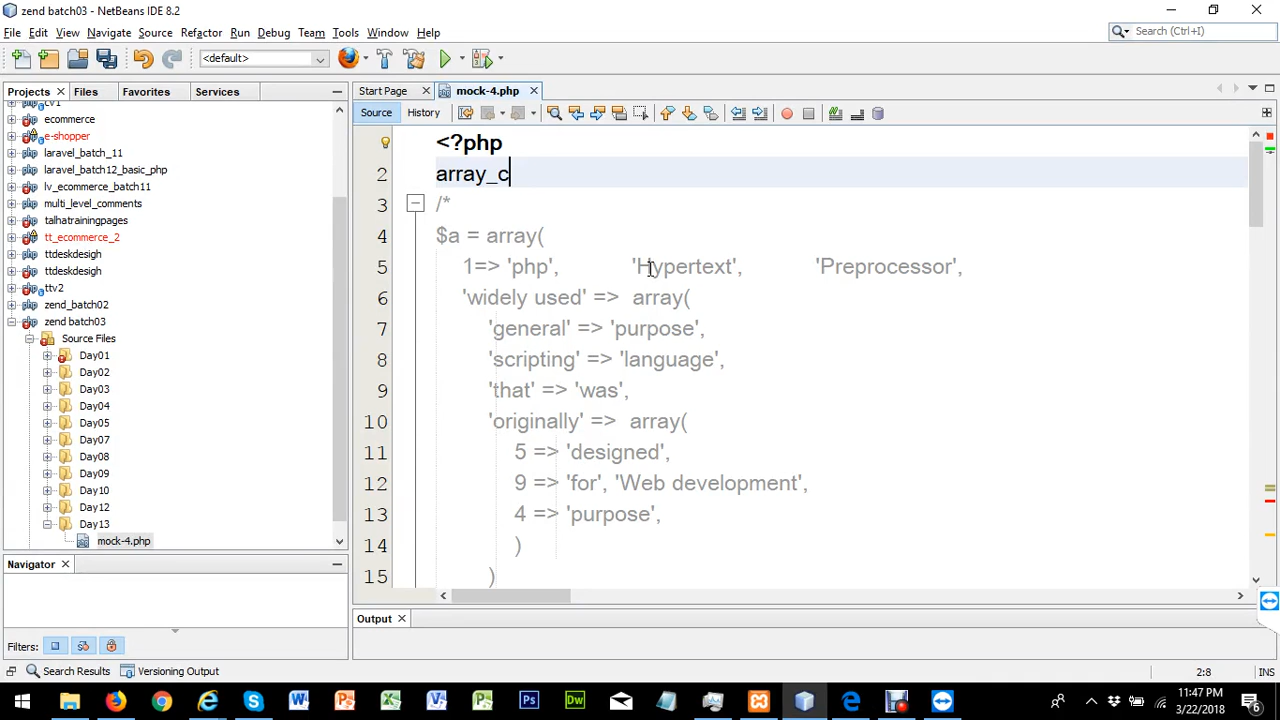 zend batch03 - NetBeans IDE 8.2
File Edit View Navigate Source Refactor Run Debug Team Tools Window Help
Search (Ctrl+I)
<default>
Projects Files Favorites Services
Start Page mock-4.php
Source History
ecommerce
e-shopper
laravel_batch_11
laravel_batch12_basic_php
lv_ecommerce_batch11
multi_level_comments
talhatrainingpages
tt_ecommerce_2
ttdeskdesigh
ttdeskdesigh
ttv2
zend_batch02
zend batch03
Source Files
Day01
Day02
Day03
Day04
Day05
Day07
Day08
Day09
Day10
Day12
Day13
mock-4.php
<?php
2 array_c
3 /*
4 $a = array(
5 1=> 'php', 'Hypertext', 'Preprocessor',
6 'widely used' => array(
7 'general' => 'purpose',
8 'scripting' => 'language',
9 'that' => 'was',
10 'originally' => array(
11 5 => 'designed',
12 9 => 'for', 'Web development',
13 4 => 'purpose',
14 )
15 )
Navigator
Filters:
Output
Search Results Versioning Output
2:8 INS
11:47 PM
3/22/2018
6